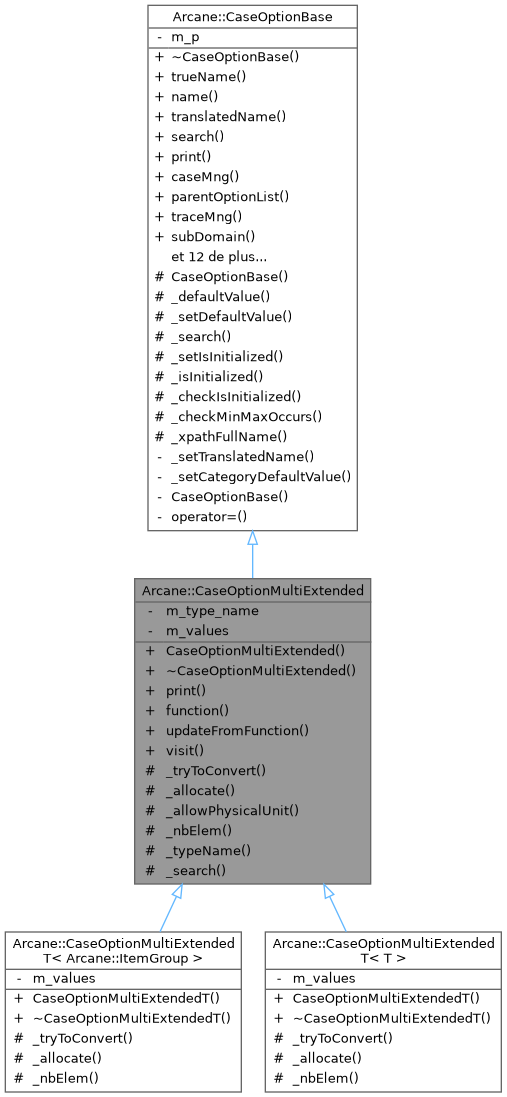 Arcane::CaseOptionBase
- m_p
+ ~CaseOptionBase()
+ trueName()
+ name()
+ translatedName()
+ search()
+ print()
+ caseMng()
+ parentOptionList()
+ traceMng()
+ subDomain()
et 12 de plus...
# CaseOptionBase()
# _defaultValue()
# _setDefaultValue()
# _search()
# _setIsInitialized()
# _isInitialized()
# _checkIsInitialized()
# _checkMinMaxOccurs()
# _xpathFullName()
- _setTranslatedName()
- _setCategoryDefaultValue()
- CaseOptionBase()
- operator=()
Arcane::CaseOptionMultiExtended
- m_type_name
- m_values
+ CaseOptionMultiExtended()
+ ~CaseOptionMultiExtended()
+ print()
+ function()
+ updateFromFunction()
+ visit()
# _tryToConvert()
# _allocate()
# _allowPhysicalUnit()
# _nbElem()
# _typeName()
# _search()
Arcane::CaseOptionMultiExtended
T< Arcane::ItemGroup >
- m_values
+ CaseOptionMultiExtendedT()
+ ~CaseOptionMultiExtendedT()
# _tryToConvert()
# _allocate()
# _nbElem()
Arcane::CaseOptionMultiExtended
T< T >
- m_values
+ CaseOptionMultiExtendedT()
+ ~CaseOptionMultiExtendedT()
# _tryToConvert()
# _allocate()
# _nbElem()